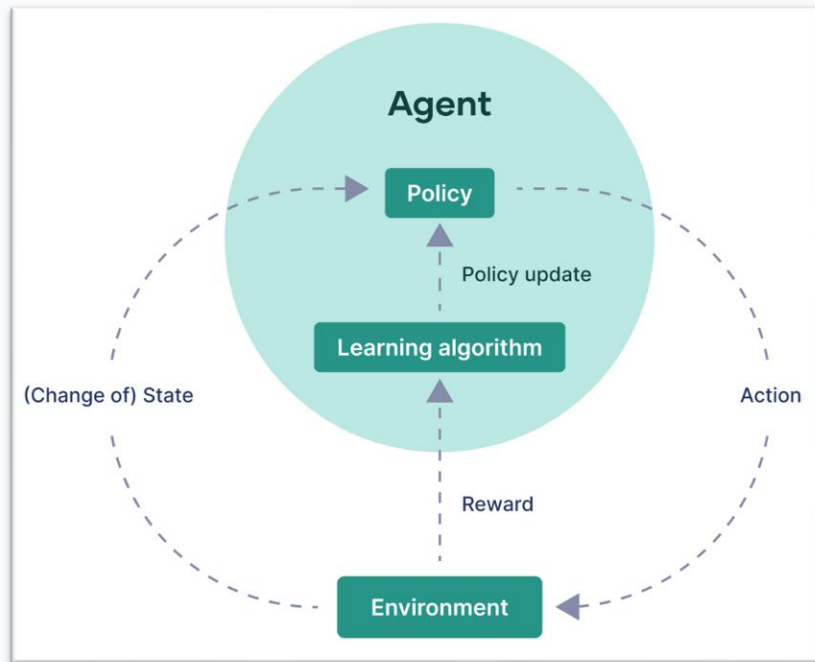 Agent
Policy
Policy update
Learning algorithm
(Change of) State
Action
Reward
Environment